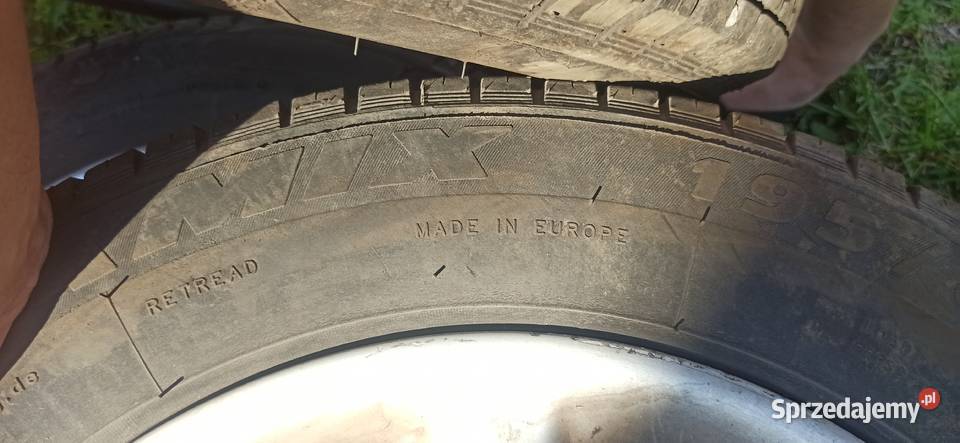 MIX 195/
MADE IN EUROPE
RETREAD
Sprzedajemy.pl